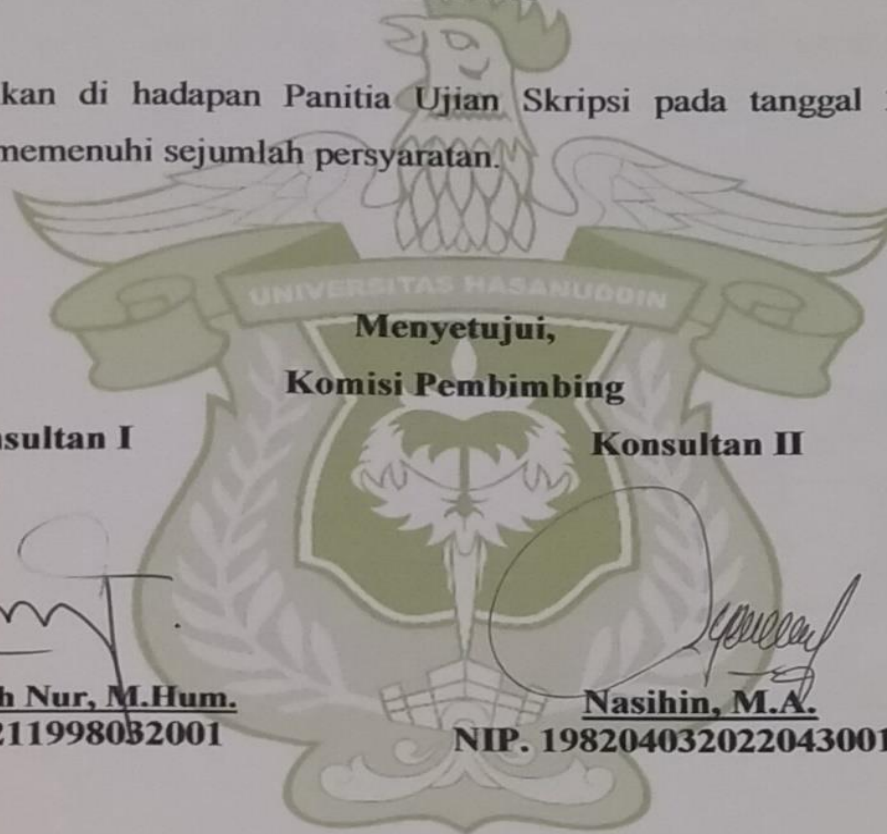 kan di hadapan Panitia Ujian Skripsi pada tanggal
memenuhi sejumlah persyaratan.
UNIVERSITAS HASANUDDIN
Menyetujui,
Komisi Pembimbing
sultan I Konsultan II
h Nur, M.Hum. Nasihin, M.A.
211998032001 NIP. 198204032022043001